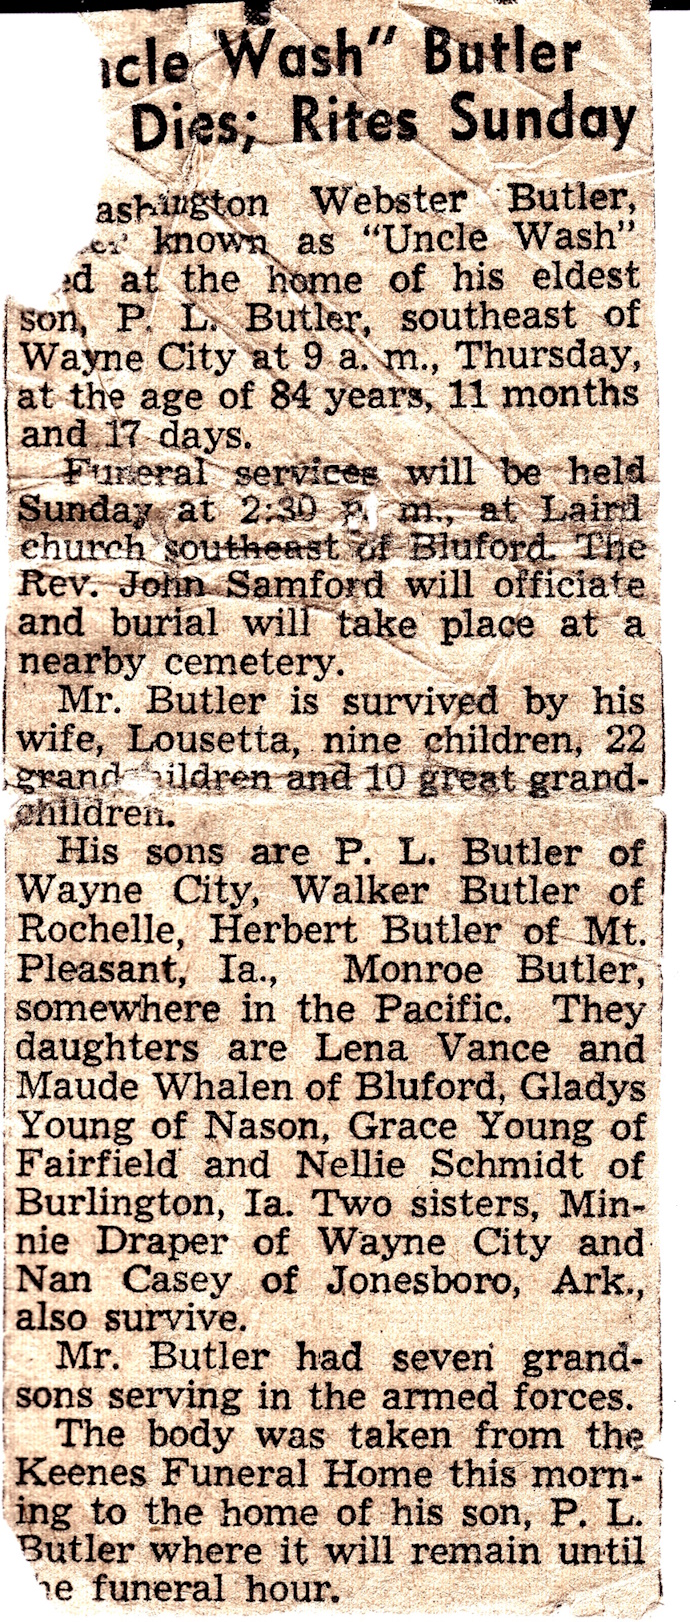 ncle Wash" Butler
Dies; Rites Sunday
ashington Webster Butler,
known as "Uncle Wash"
ed at the home of his eldest
son, P. L. Butler, southeast of
Wayne City at 9 a. m., Thursday,
at the age of 84 years, 11 months
and 17 days.
Funeral services will be held
Sunday at 2:30 p. m., at Laird
church southeast of Bluford. The
Rev. John Samford will officiate
and burial will take place at a
nearby cemetery.
Mr. Butler is survived by his
wife, Lousetta, nine children, 22
grandchildren and 10 great grand-
children.
His sons are P. L. Butler of
Wayne City, Walker Butler of
Rochelle, Herbert Butler of Mt.
Pleasant, Ia., Monroe Butler,
somewhere in the Pacific. They
daughters are Lena Vance and
Maude Whalen of Bluford, Gladys
Young of Nason, Grace Young of
Fairfield and Nellie Schmidt of
Burlington, Ia. Two sisters, Min-
nie Draper of Wayne City and
Nan Casey of Jonesboro, Ark.,
also survive.
Mr. Butler had seven grand-
sons serving in the armed forces.
The body was taken from the
Keenes Funeral Home this morn-
ing to the home of his son, P. L.
Butler where it will remain until
he funeral hour.